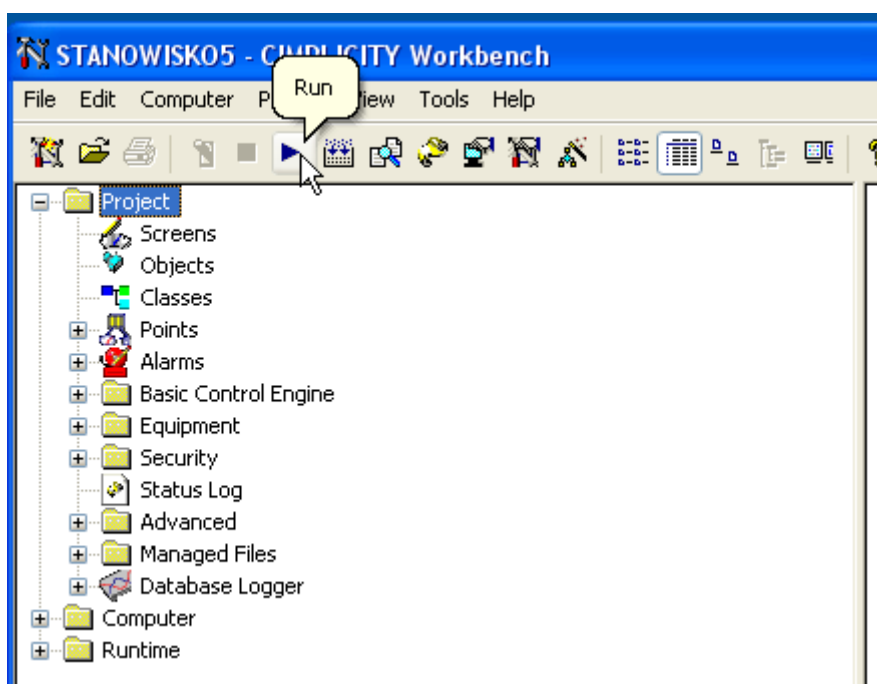 STANOWISKO5 - CIMPLICITY Workbench
Run
File Edit Computer View Tools Help
Project
Screens
Objects
Classes
Points
Alarms
Basic Control Engine
Equipment
Security
Status Log
Advanced
Managed Files
Database Logger
Computer
Runtime